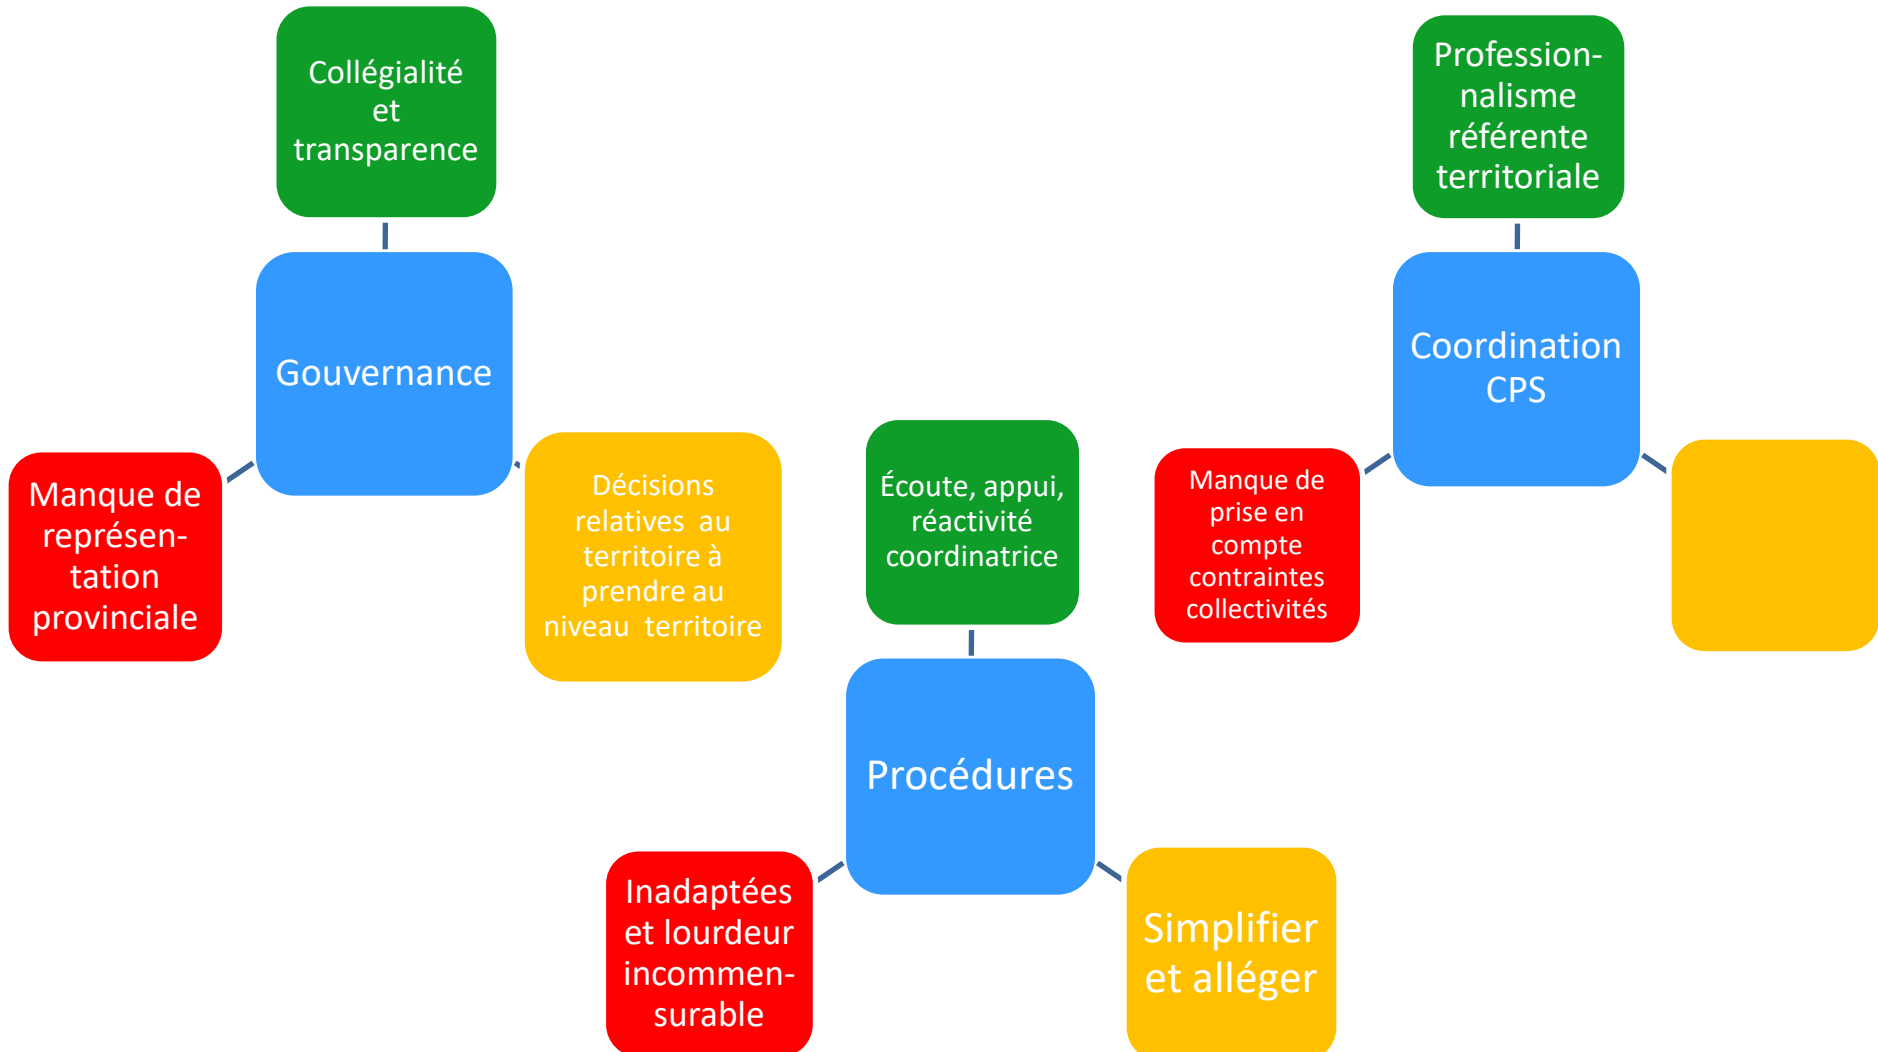 Collégialité
et
transparence
Gouvernance
Manque de
représen-
tation
provinciale
Décisions
relatives au
territoire à
prendre au
niveau territoire
Écoute, appui,
réactivité
coordinatrice
Procédures
Inadaptées
et lourdeur
incommen-
surable
Simplifier
et alléger
Profession-
nalisme
référente
territoriale
Coordination
CPS
Manque de
prise en
compte
contraintes
collectivités